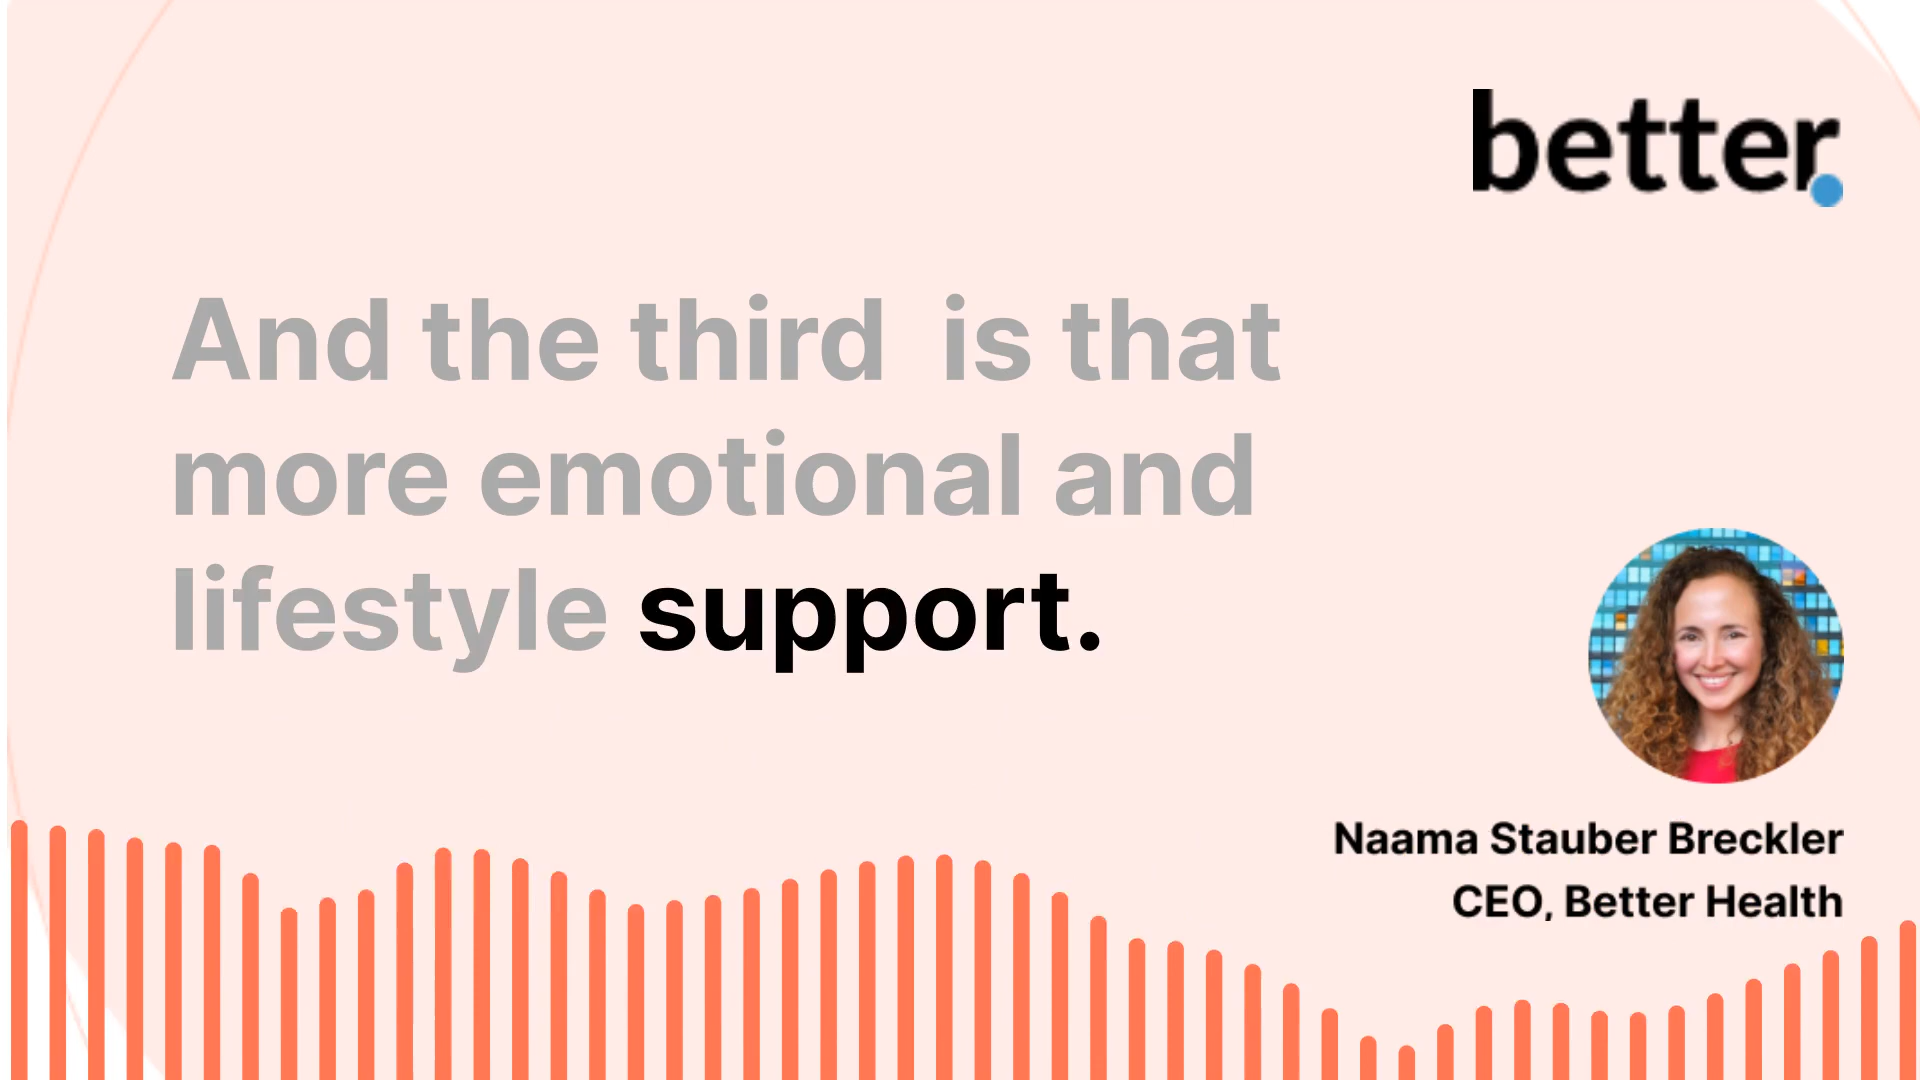 better.
And the third  is that
more emotional and
lifestyle support.
Naama Stauber Breckler
CEO, Better Health